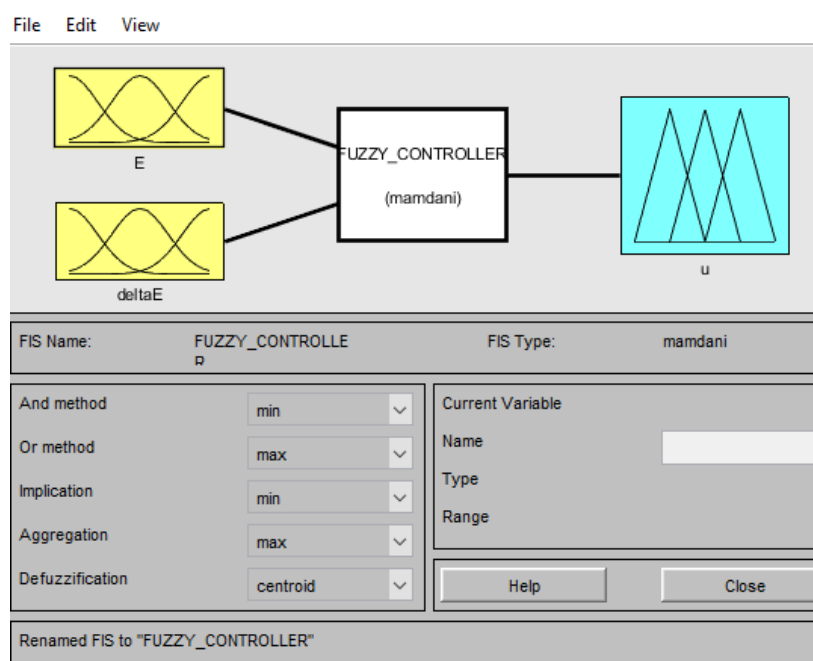 File Edit View
E
FUZZY_CONTROLLER
(mamdani)
deltaE
u
FIS Name: FUZZY_CONTROLLE
R
FIS Type: mamdani
And method min
Or method max
Implication min
Aggregation max
Defuzzification centroid
Current Variable
Name
Type
Range
Help Close
Renamed FIS to "FUZZY_CONTROLLER"